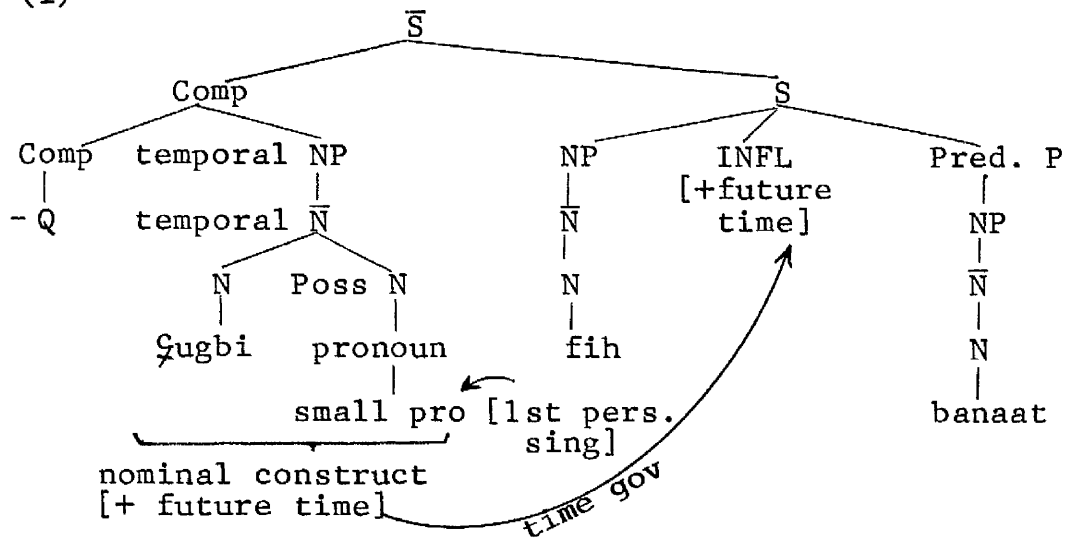 (1)
S̄
Comp S
Comp temporal NP NP INFL Pred. P
[+future
- Q temporal N̄ N̄ time] NP
N Poss N N N̄
ҁugbi pronoun fih N
small pro [1st pers. banaat
sing]
nominal construct
[+ future time]
time gov